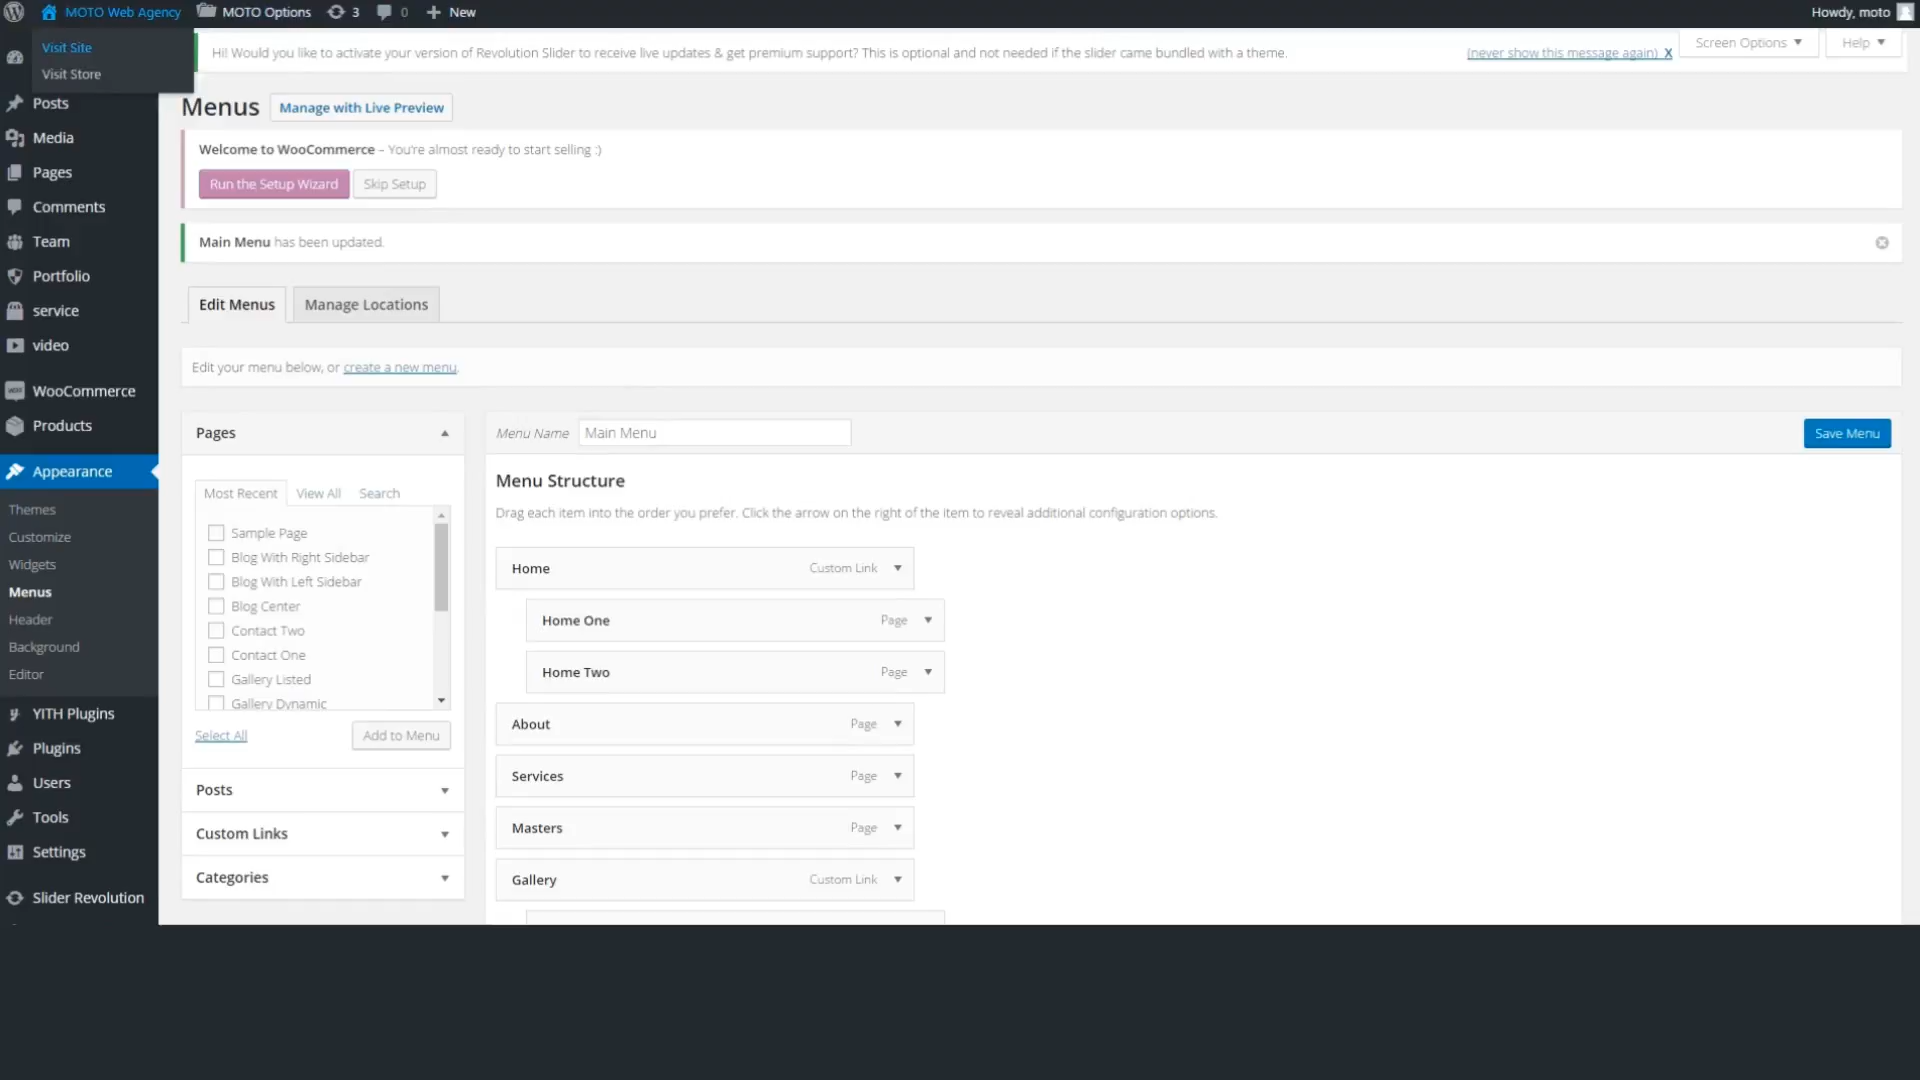 MOTO Web Agency MOTO Options 3 0 New Howdy, moto
Visit Site
Visit Store
Hi! Would you like to activate your version of Revolution Slider to receive live updates & get premium support? This is optional and not needed if the slider came bundled with a theme. (never show this message again) X
Screen Options Help
Posts
Media
Pages
Comments
Team
Portfolio
service
video
WooCommerce
Products
Appearance
Themes
Customize
Widgets
Menus
Header
Background
Editor
YITH Plugins
Plugins
Users
Tools
Settings
Slider Revolution
Menus Manage with Live Preview
Welcome to WooCommerce – You're almost ready to start selling :)
Run the Setup Wizard Skip Setup
Main Menu has been updated.
Edit Menus Manage Locations
Edit your menu below, or create a new menu.
Pages
Most Recent View All Search
Sample Page
Blog With Right Sidebar
Blog With Left Sidebar
Blog Center
Contact Two
Contact One
Gallery Listed
Gallery Dynamic
Select All Add to Menu
Posts
Custom Links
Categories
Menu Name Main Menu Save Menu
Menu Structure
Drag each item into the order you prefer. Click the arrow on the right of the item to reveal additional configuration options.
Home Custom Link
Home One Page
Home Two Page
About Page
Services Page
Masters Page
Gallery Custom Link